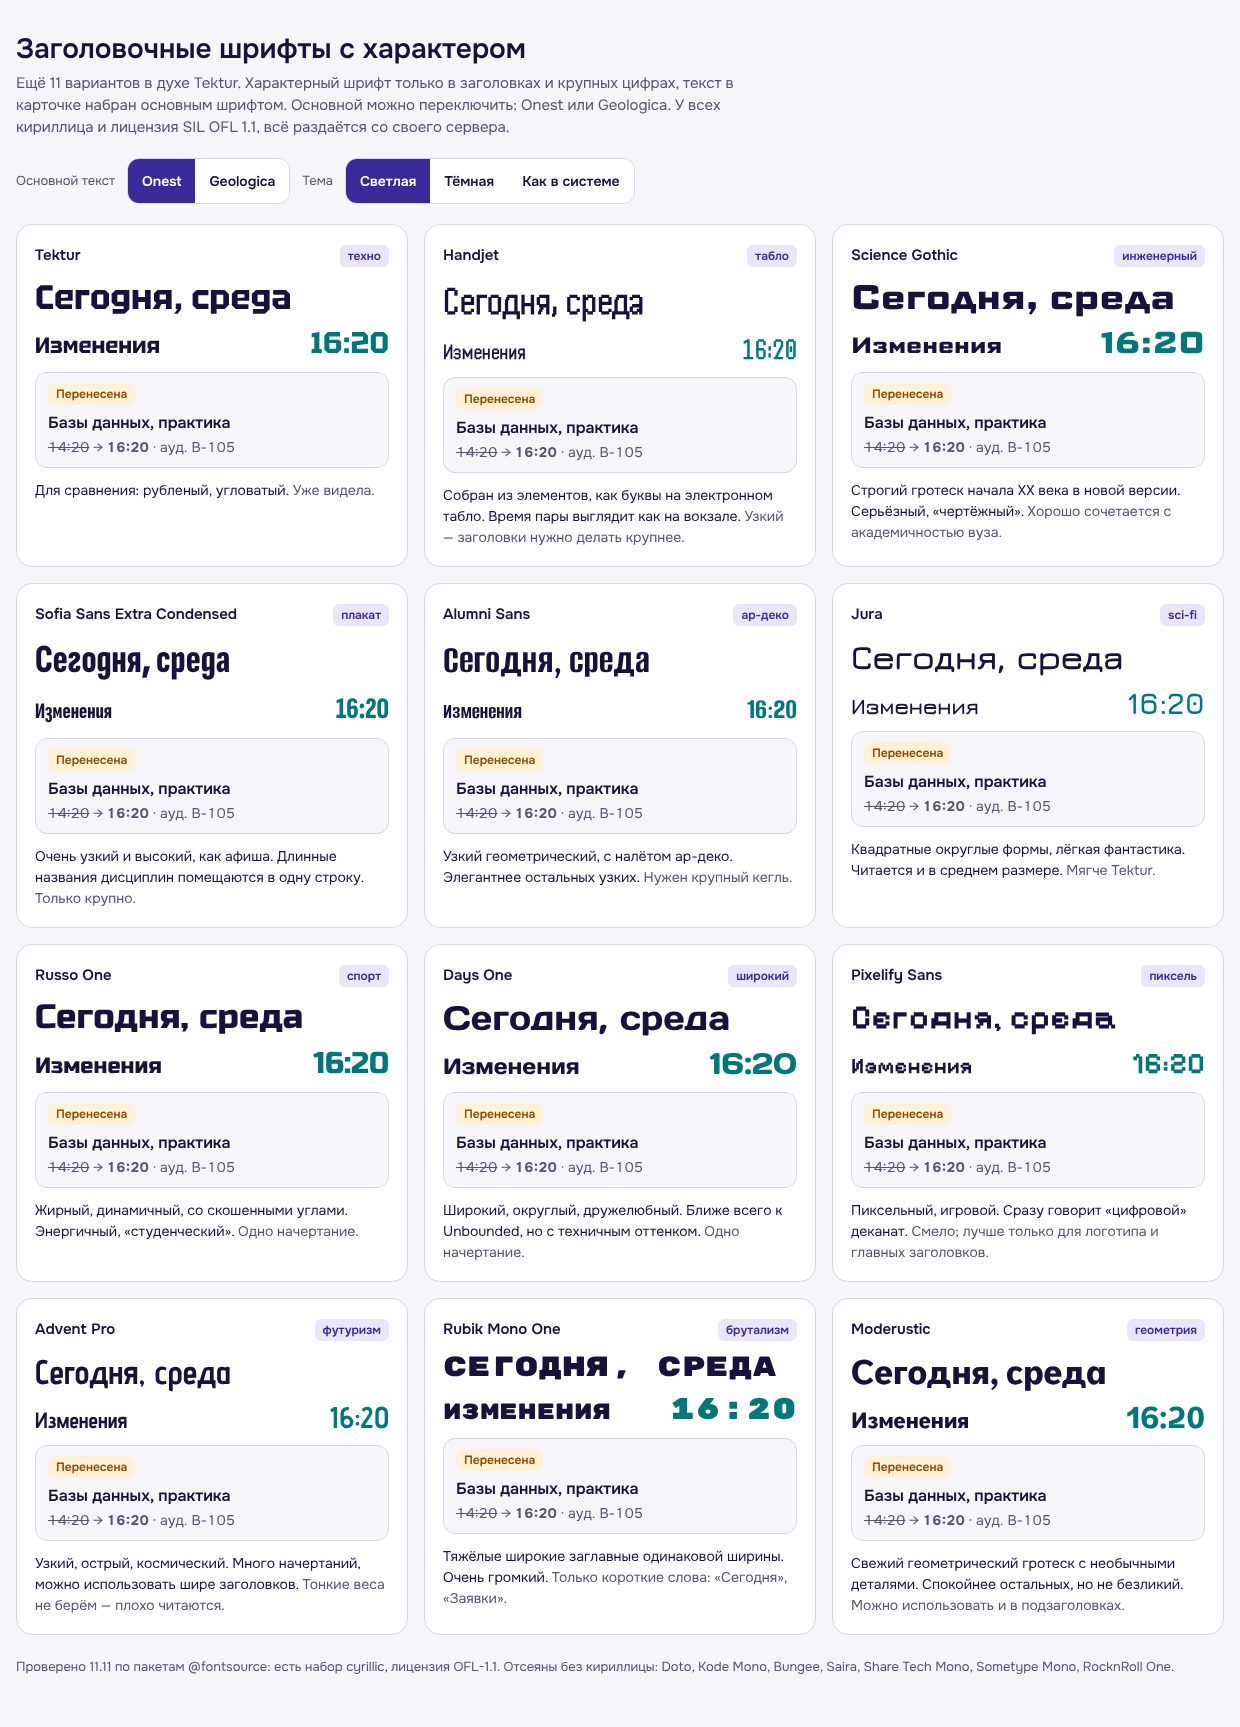 Заголовочные шрифты с характером
Ещё 11 вариантов в духе Tektur. Характерный шрифт только в заголовках и крупных цифрах, текст в
карточке набран основным шрифтом. Основной можно переключить: Onest или Geologica. У всех
кириллица и лицензия SIL OFL 1.1, всё раздаётся со своего сервера.
Основной текст Onest Geologica Тема Светлая Тёмная Как в системе
Tektur техно
Сегодня, среда
Изменения 16:20
Перенесена
Базы данных, практика
14:20 → 16:20 · ауд. В-105
Для сравнения: рубленый, угловатый. Уже видела.
Handjet табло
Сегодня, среда
Изменения 16:20
Перенесена
Базы данных, практика
14:20 → 16:20 · ауд. В-105
Собран из элементов, как буквы на электронном
табло. Время пары выглядит как на вокзале. Узкий
— заголовки нужно делать крупнее.
Science Gothic инженерный
Сегодня, среда
Изменения 16:20
Перенесена
Базы данных, практика
14:20 → 16:20 · ауд. В-105
Строгий гротеск начала XX века в новой версии.
Серьёзный, «чертёжный». Хорошо сочетается с
академичностью вуза.
Sofia Sans Extra Condensed плакат
Сегодня, среда
Изменения 16:20
Перенесена
Базы данных, практика
14:20 → 16:20 · ауд. В-105
Очень узкий и высокий, как афиша. Длинные
названия дисциплин помещаются в одну строку.
Только крупно.
Alumni Sans ар-деко
Сегодня, среда
Изменения 16:20
Перенесена
Базы данных, практика
14:20 → 16:20 · ауд. В-105
Узкий геометрический, с налётом ар-деко.
Элегантнее остальных узких. Нужен крупный кегль.
Jura sci-fi
Сегодня, среда
Изменения 16:20
Перенесена
Базы данных, практика
14:20 → 16:20 · ауд. В-105
Квадратные округлые формы, лёгкая фантастика.
Читается и в среднем размере. Мягче Tektur.
Russo One спорт
Сегодня, среда
Изменения 16:20
Перенесена
Базы данных, практика
14:20 → 16:20 · ауд. В-105
Жирный, динамичный, со скошенными углами.
Энергичный, «студенческий». Одно начертание.
Days One широкий
Сегодня, среда
Изменения 16:20
Перенесена
Базы данных, практика
14:20 → 16:20 · ауд. В-105
Широкий, округлый, дружелюбный. Ближе всего к
Unbounded, но с техничным оттенком. Одно
начертание.
Pixelify Sans пиксель
Сегодня, среда
Изменения 16:20
Перенесена
Базы данных, практика
14:20 → 16:20 · ауд. В-105
Пиксельный, игровой. Сразу говорит «цифровой»
деканат. Смело; лучше только для логотипа и
главных заголовков.
Advent Pro футуризм
Сегодня, среда
Изменения 16:20
Перенесена
Базы данных, практика
14:20 → 16:20 · ауд. В-105
Узкий, острый, космический. Много начертаний,
можно использовать шире заголовков. Тонкие веса
не берём — плохо читаются.
Rubik Mono One брутализм
СЕГОДНЯ, СРЕДА
ИЗМЕНЕНИЯ 16:20
Перенесена
Базы данных, практика
14:20 → 16:20 · ауд. В-105
Тяжёлые широкие заглавные одинаковой ширины.
Очень громкий. Только короткие слова: «Сегодня»,
«Заявки».
Moderustic геометрия
Сегодня, среда
Изменения 16:20
Перенесена
Базы данных, практика
14:20 → 16:20 · ауд. В-105
Свежий геометрический гротеск с необычными
деталями. Спокойнее остальных, но не безликий.
Можно использовать и в подзаголовках.
Проверено 11.11 по пакетам @fontsource: есть набор cyrillic, лицензия OFL-1.1. Отсеяны без кириллицы: Doto, Kode Mono, Bungee, Saira, Share Tech Mono, Sometype Mono, RocknRoll One.